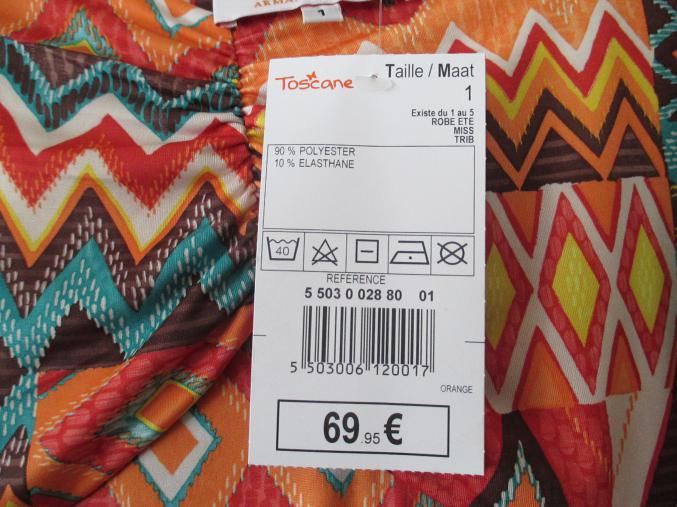 1
Toscane
Taille / Maat
1
Existe du 1 au 5
ROBE ETE
MISS
TRIB
90 % POLYESTER
10 % ELASTHANE
40
REFERENCE
5 503 0 028 80 01
5 503006 120017
ORANGE
69.95 €